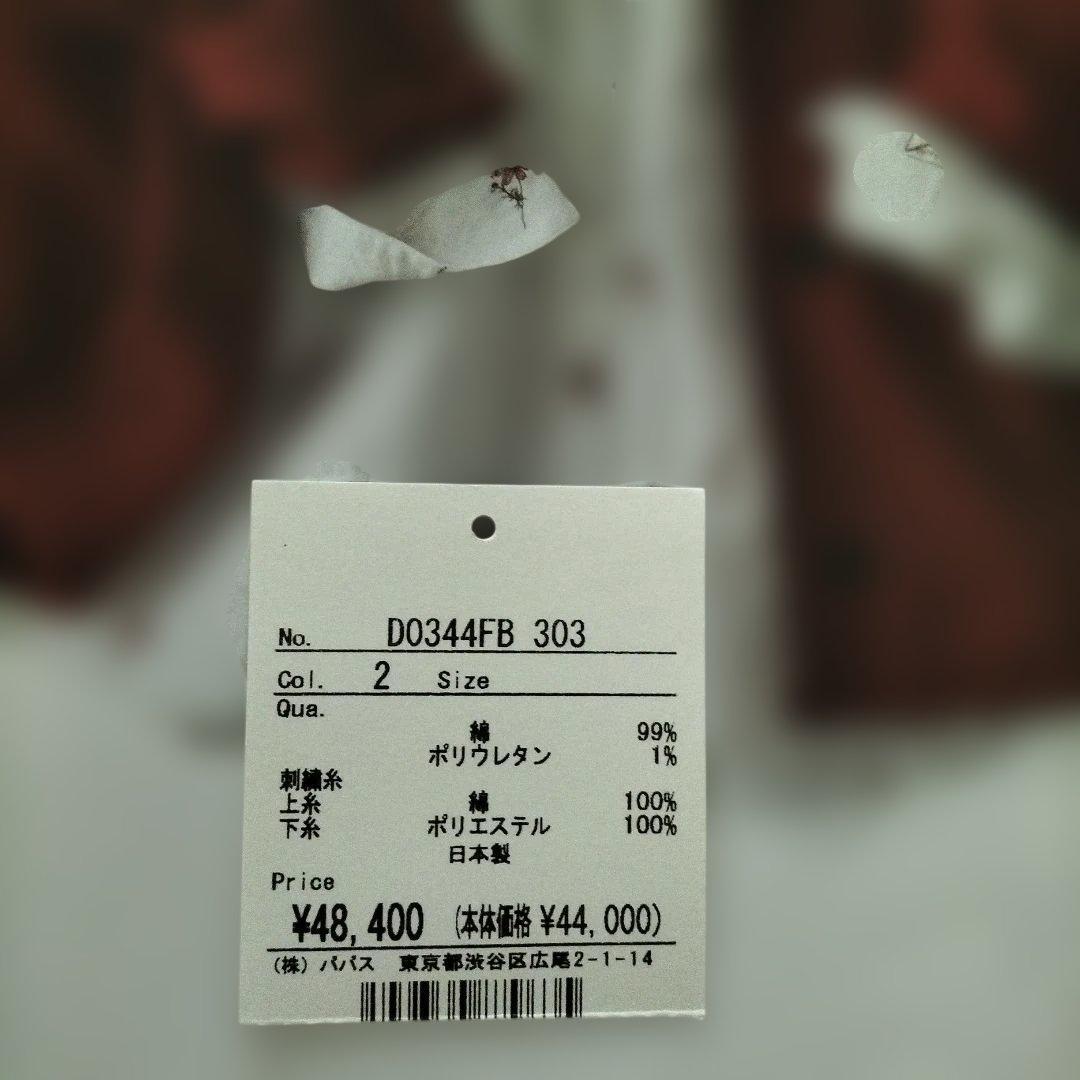 No. D0344FB 303
Col. 2 Size
Qua.
綿 99%
ポリウレタン 1%
刺繍糸
上糸 綿 100%
下糸 ポリエステル 100%
日本製
Price
¥48,400 (本体価格 ¥44,000)
(株) パパス 東京都渋谷区広尾2-1-14